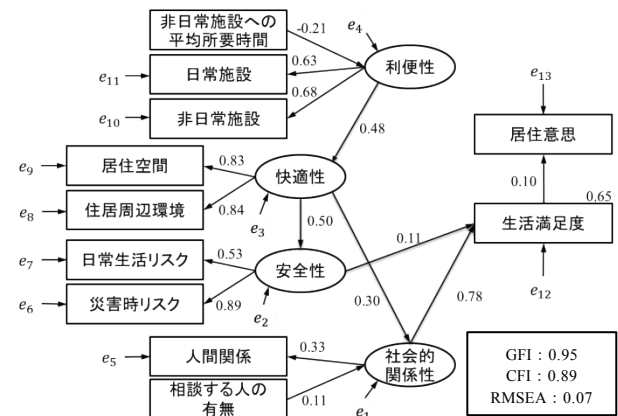 非日常施設への
平均所要時間
-0.21
e4
利便性
e11
日常施設
0.63
e10
非日常施設
0.68
e13
居住意思
0.48
e9
居住空間
0.83
快適性
0.10
0.65
e8
住居周辺環境
0.84
e3
0.50
生活満足度
e7
日常生活リスク
0.53
安全性
0.11
e6
災害時リスク
0.89
e2
0.30
0.78
e12
e5
人間関係
0.33
社会的
関係性
相談する人の
有無
0.11
e1
GFI：0.95
CFI：0.89
RMSEA：0.07